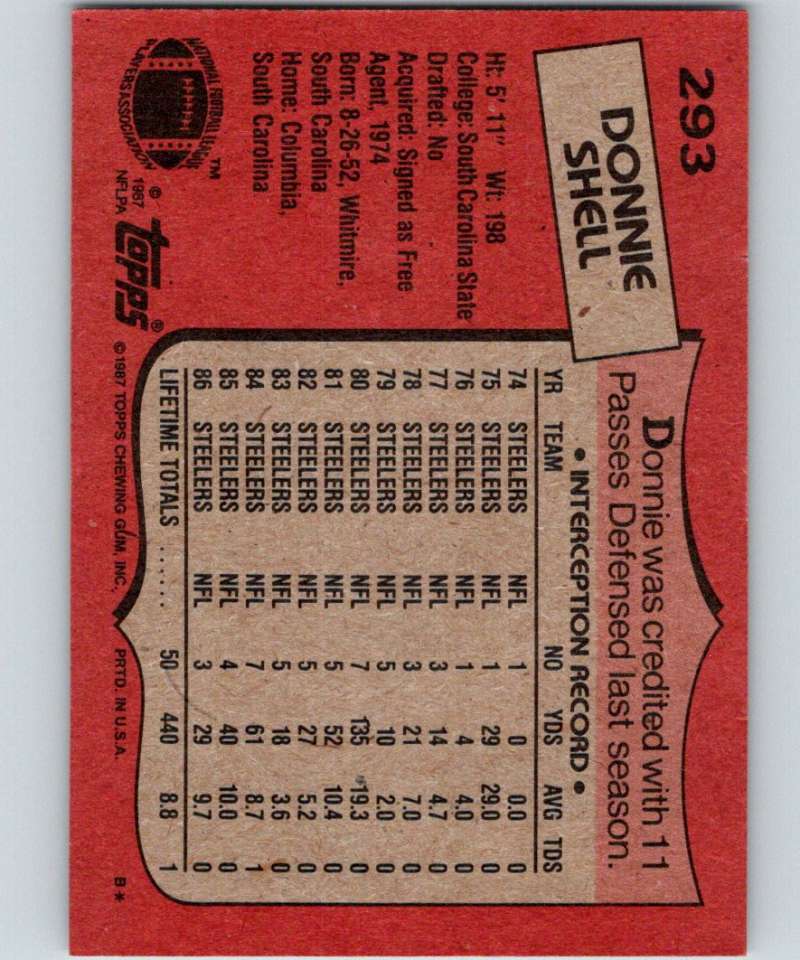 293
DONNIE
SHELL
Ht: 5' 11" Wt: 198
College: South Carolina State
Drafted: No
Acquired: Signed as Free
Agent, 1974
Born: 8-26-52, Whitmire,
South Carolina
Home: Columbia,
South Carolina
NATIONAL FOOTBALL LEAGUE
PLAYERS ASSOCIATION
™
© 1987
NFLPA
topps®
© 1987 TOPPS CHEWING GUM, INC.
PRTD. IN U.S.A.
B*
Donnie was credited with 11
Passes Defensed last season.
• INTERCEPTION RECORD •
YR TEAM NO YDS AVG TDS
74 STEELERS NFL 1 0 0.0 0
75 STEELERS NFL 1 29 29.0 0
76 STEELERS NFL 1 4 4.0 0
77 STEELERS NFL 3 14 4.7 0
78 STEELERS NFL 3 21 7.0 0
79 STEELERS NFL 5 10 2.0 0
80 STEELERS NFL 7 135 19.3 0
81 STEELERS NFL 5 52 10.4 0
82 STEELERS NFL 5 27 5.2 0
83 STEELERS NFL 5 18 3.6 0
84 STEELERS NFL 7 61 8.7 1
85 STEELERS NFL 4 40 10.0 0
86 STEELERS NFL 3 29 9.7 0
LIFETIME TOTALS ....... 50 440 8.8 1